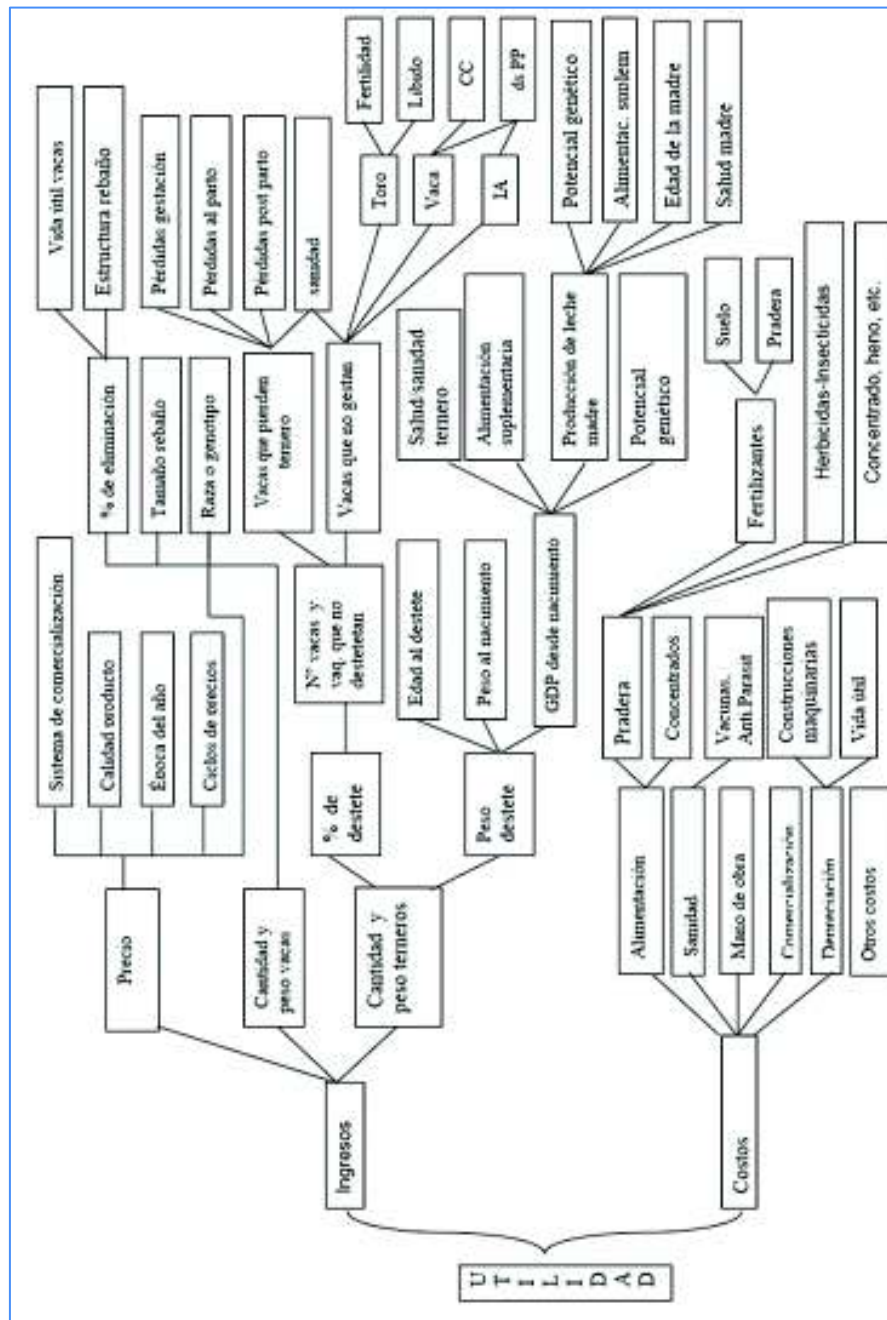 U
T
I
L
I
D
A
D
Ingresos
Costos
Precio
Cantidad y
peso vacas
Cantidad y
peso terneros
Sistema de comercialización
Calidad producto
Época del año
Ciclos de precios
% de eliminación
Tamaño rebaño
Raza o genotipo
Vida útil vacas
Estructura rebaño
% de
destete
Peso
destete
N° vacas y
vaq. que no
destetetan
Vacas que pierden
ternero
Vacas que no gestan
Pérdidas gestación
Perdidas al parto
Perdidas post parto
sanidad
Toro
Vaca
IA
Fertilidad
Libido
CC
ds PP
Edad al destete
Peso al nacimiento
GDP desde nacimiento
Salud sanidad
ternero
Alimentación
suplementaria
Producción de leche
madre
Potencial
genético
Potencial genético
Alimentac. suplem
Edad de la madre
Salud madre
Alimentación
Sanidad
Mano de obra
Comercialización
Depreciación
Otros costos
Pradera
Concentrados
Vacunas.
Anh Parasit
Construcciones
maquinarias
Vida útil
Fertilizantes
Herbicidas-Insecticidas
Concentrado, heno, etc.
Suelo
Pradera